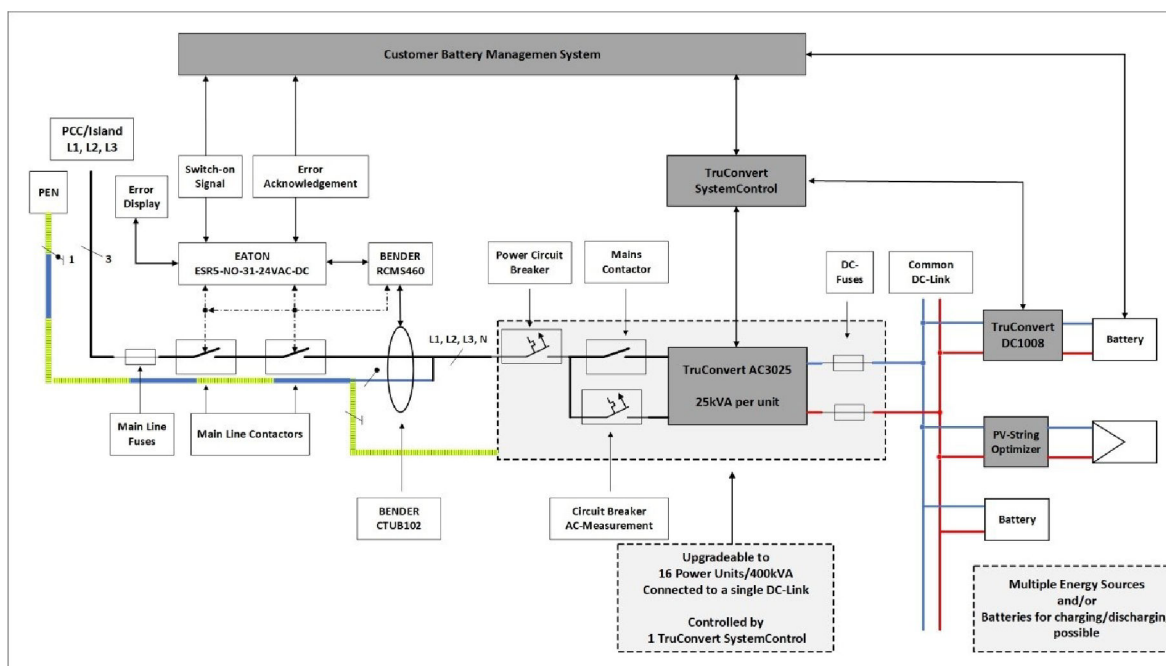 Customer Battery Managemen System
PCC/Island
L1, L2, L3
PEN
Error
Display
Switch-on
Signal
Error
Acknowledgement
TruConvert
SystemControl
1
3
EATON
ESR5-NO-31-24VAC-DC
BENDER
RCMS460
Power Circuit
Breaker
Mains
Contactor
DC-
Fuses
Common
DC-Link
L1, L2, L3, N
TruConvert AC3025
25kVA per unit
TruConvert
DC1008
Battery
Main Line
Fuses
Main Line Contactors
PV-String
Optimizer
BENDER
CTUB102
Circuit Breaker
AC-Measurement
Battery
Upgradeable to
16 Power Units/400kVA
Connected to a single DC-Link
Controlled by
1 TruConvert SystemControl
Multiple Energy Sources
and/or
Batteries for charging/discharging
possible